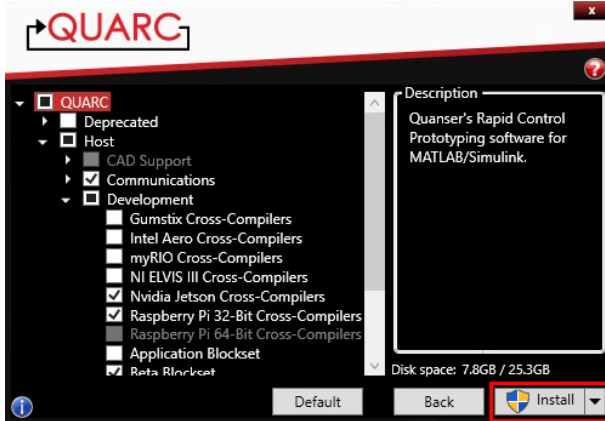 QUARC
x
?
QUARC
Deprecated
Host
CAD Support
Communications
Development
Gumstix Cross-Compilers
Intel Aero Cross-Compilers
myRIO Cross-Compilers
NI ELVIS III Cross-Compilers
Nvidia Jetson Cross-Compilers
Raspberry Pi 32-Bit Cross-Compilers
Raspberry Pi 64-Bit Cross-Compilers
Application Blockset
Beta Blockset
Description
Quanser's Rapid Control
Prototyping software for
MATLAB/Simulink.
Disk space: 7.8GB / 25.3GB
i
Default
Back
Install